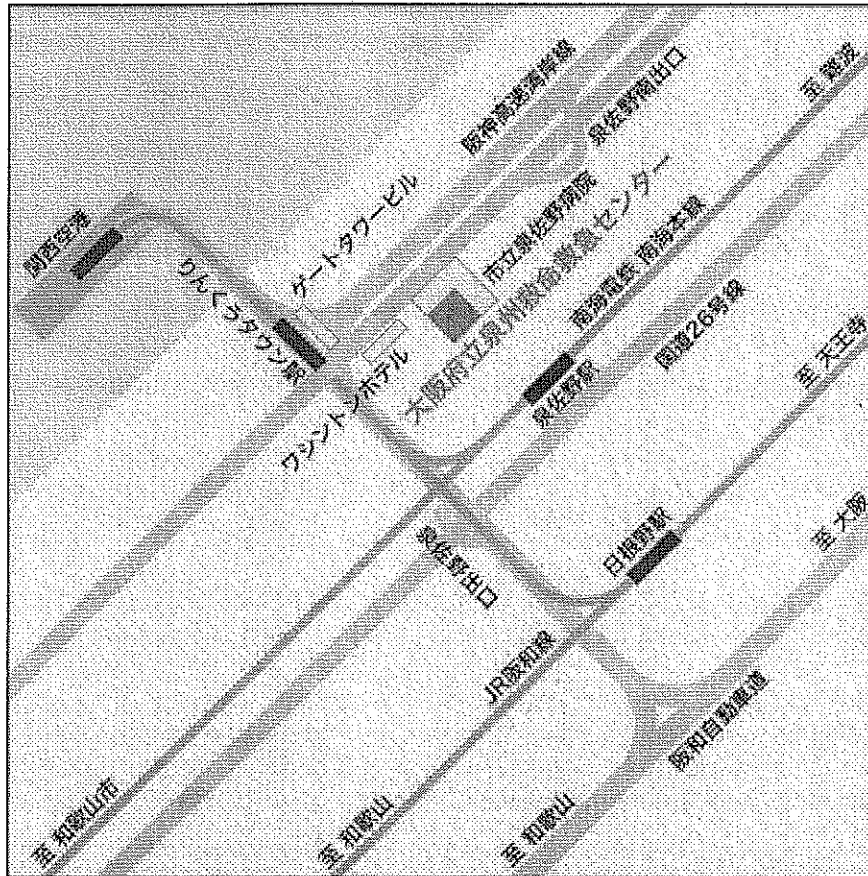 阪神高速湾岸線
泉佐野南出口
至 難波
関西空港
りんくうタウン駅
ゲートタワービル
市立泉佐野病院
大阪府立泉州救命救急センター
南海電鉄 南海本線
ワシントンホテル
泉佐野駅
国道26号線
至 天王寺
泉佐野出口
日根野駅
至 大阪
JR阪和線
阪和自動車道
至 和歌山市
至 和歌山
至 和歌山